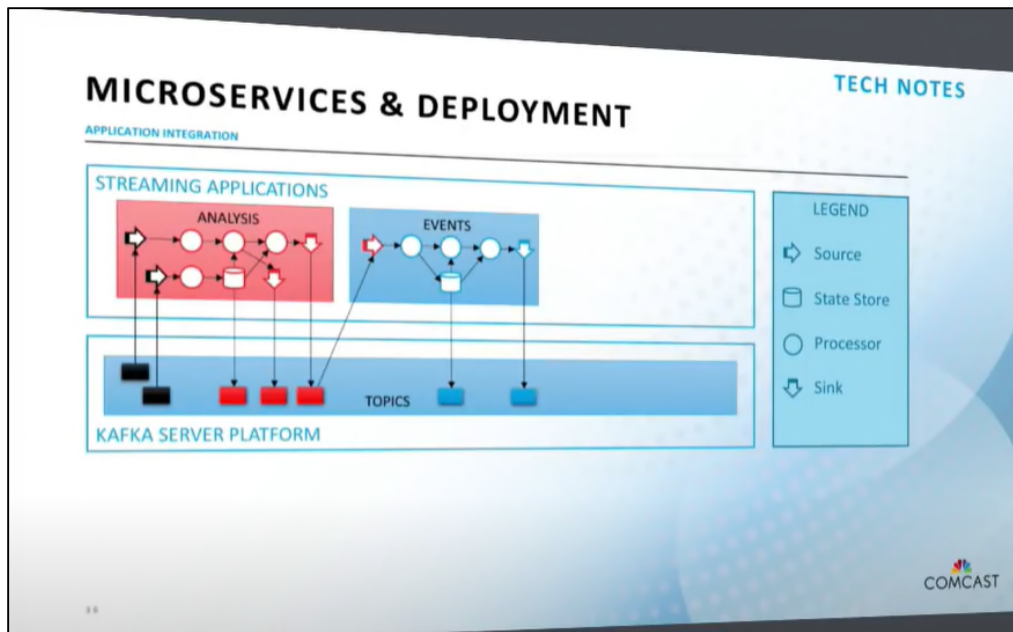 TECH NOTES
MICROSERVICES & DEPLOYMENT
APPLICATION INTEGRATION
STREAMING APPLICATIONS
ANALYSIS
EVENTS
TOPICS
KAFKA SERVER PLATFORM
LEGEND
Source
State Store
Processor
Sink
COMCAST